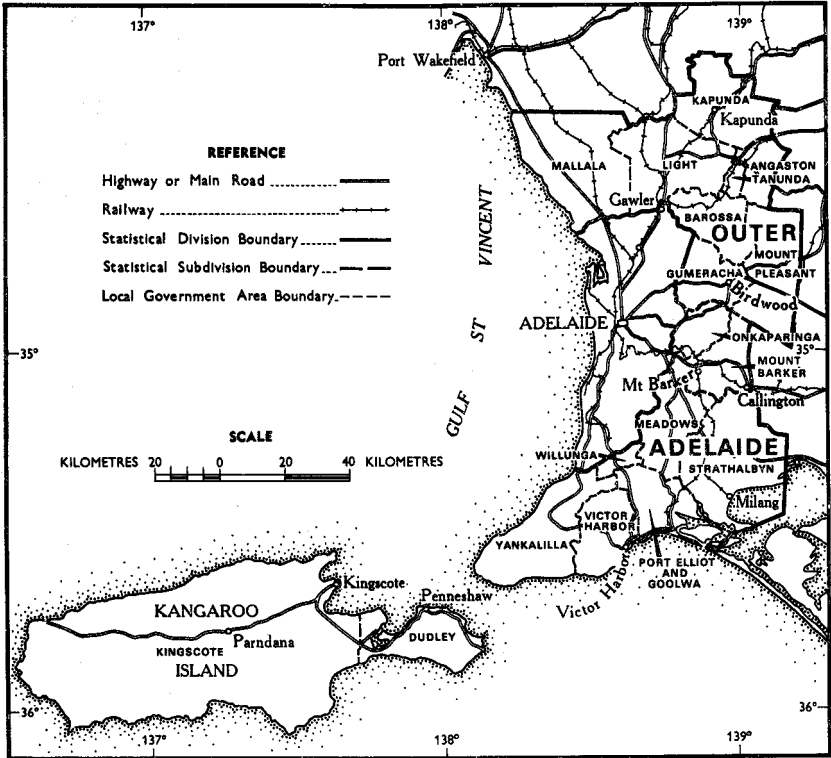 137°
138°
139°
Port Wakefield
KAPUNDA
Kapunda
REFERENCE
Highway or Main Road
Railway
Statistical Division Boundary
Statistical Subdivision Boundary
Local Government Area Boundary
MALLALA
LIGHT
ANGASTON
TANUNDA
Gawler
BAROSSA
OUTER
MOUNT
PLEASANT
GUMERACHA
Birdwood
GULF ST VINCENT
ADELAIDE
ONKAPARINGA
35°
35°
MOUNT
BARKER
Mt Barker
Callington
MEADOWS
ADELAIDE
SCALE
KILOMETRES 20 0 20 40 KILOMETRES
WILLUNGA
STRATHALBYN
Milang
VICTOR
HARBOR
YANKALILLA
PORT ELLIOT
AND
GOOLWA
Victor Harbor
Kingscote
Penneshaw
KANGAROO
Parndana
DUDLEY
KINGSCOTE
ISLAND
36°
36°
137°
138°
139°